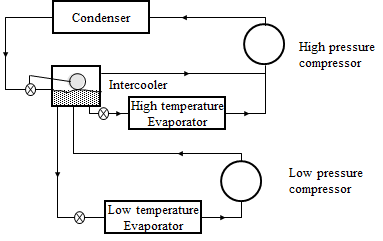 Condenser
High pressure
compressor
Intercooler
High temperature
Evaporator
Low pressure
compressor
Low temperature
Evaporator